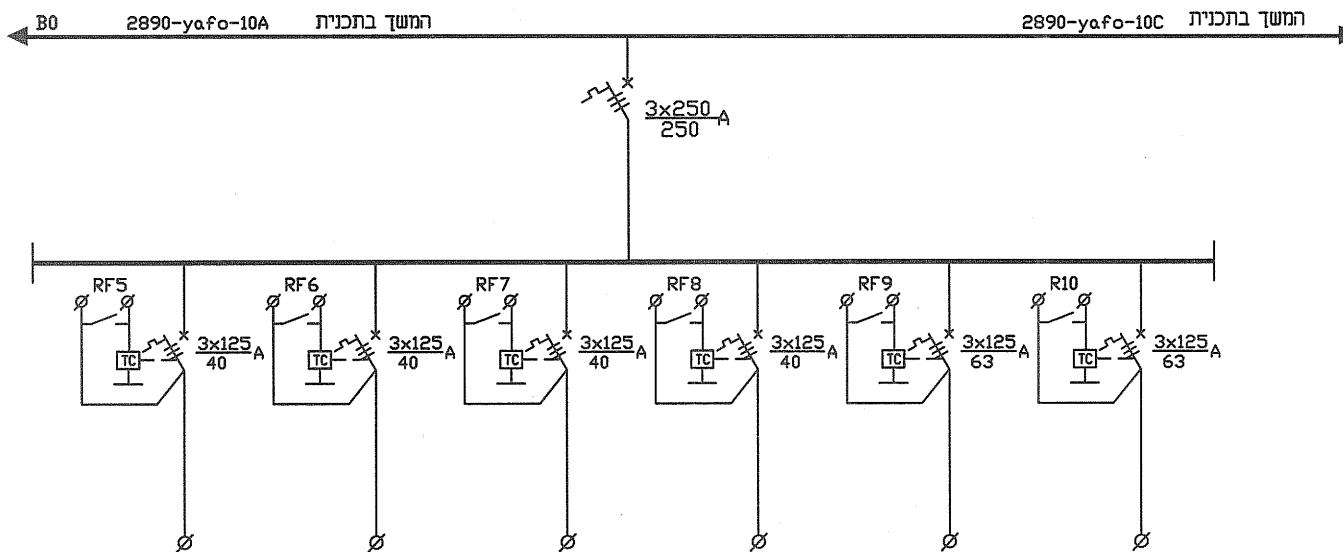 B0 2890-yafo-10A המשך בתכנית 2890-yafo-10C המשך בתכנית
3x250
250 A
RF5 RF6 RF7 RF8 RF9 R10
3x125 A 3x125 A 3x125 A 3x125 A 3x125 A 3x125 A
TC 40 TC 40 TC 40 TC 40 TC 63 TC 63